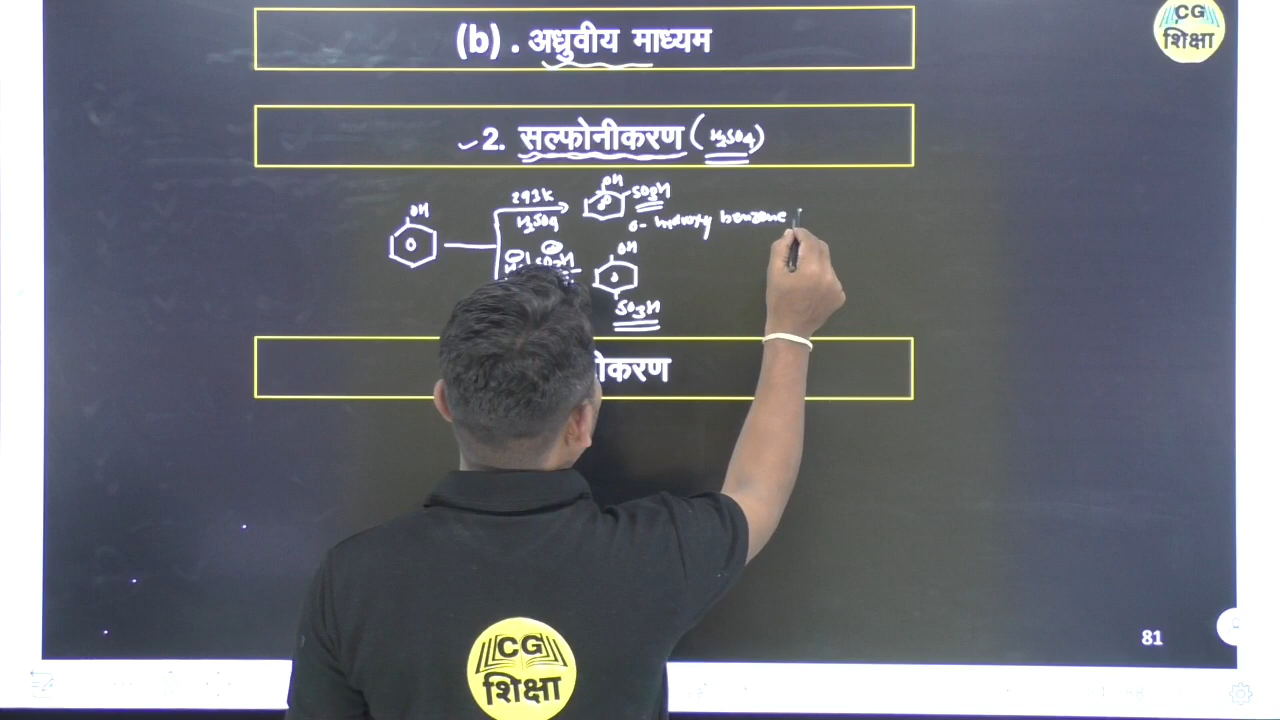 CG
शिक्षा
(b) . अध्रुवीय माध्यम
2. सल्फोनीकरण (H₂SO₄)
OH
293K
H₂SO₄
OH
SO₃H
o- hydroxy benzene
OH
SO₃H
करण
81
CG
शिक्षा